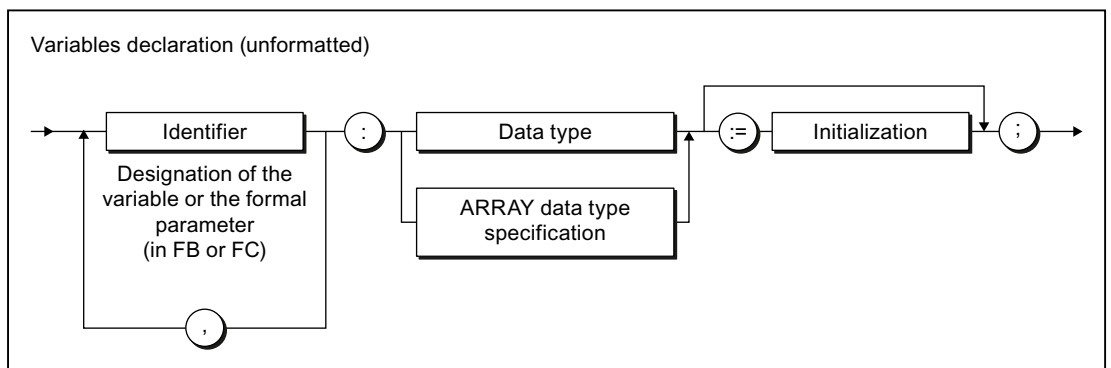 Variables declaration (unformatted)
Identifier
:
Data type
:=
Initialization
;
Designation of the
variable or the formal
parameter
(in FB or FC)
ARRAY data type
specification
,